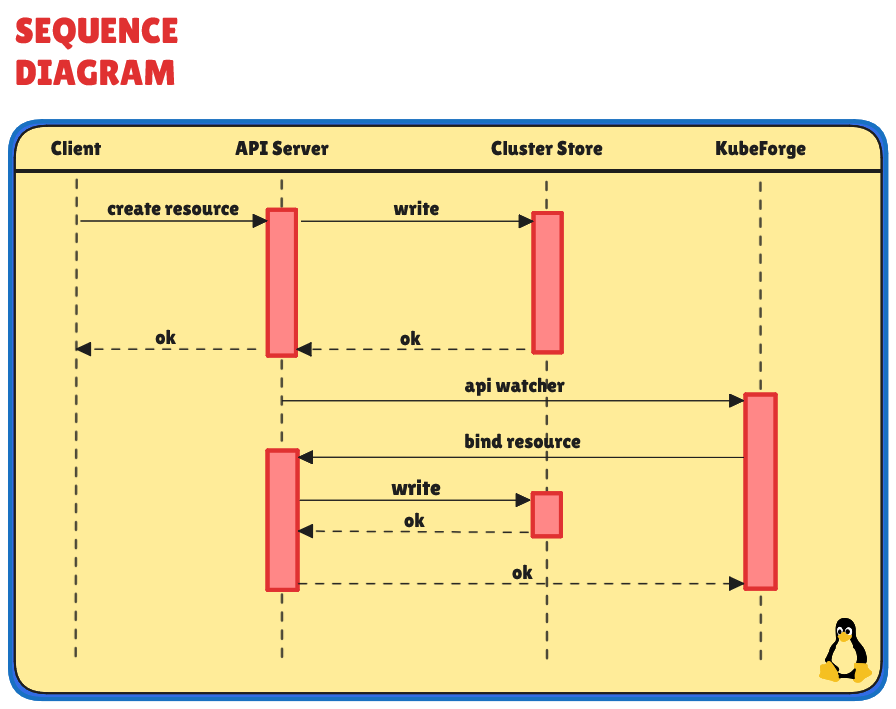 SEQUENCE
DIAGRAM
Client
API Server
Cluster Store
KubeForge
create resource
write
ok
ok
api watcher
bind resource
write
ok
ok